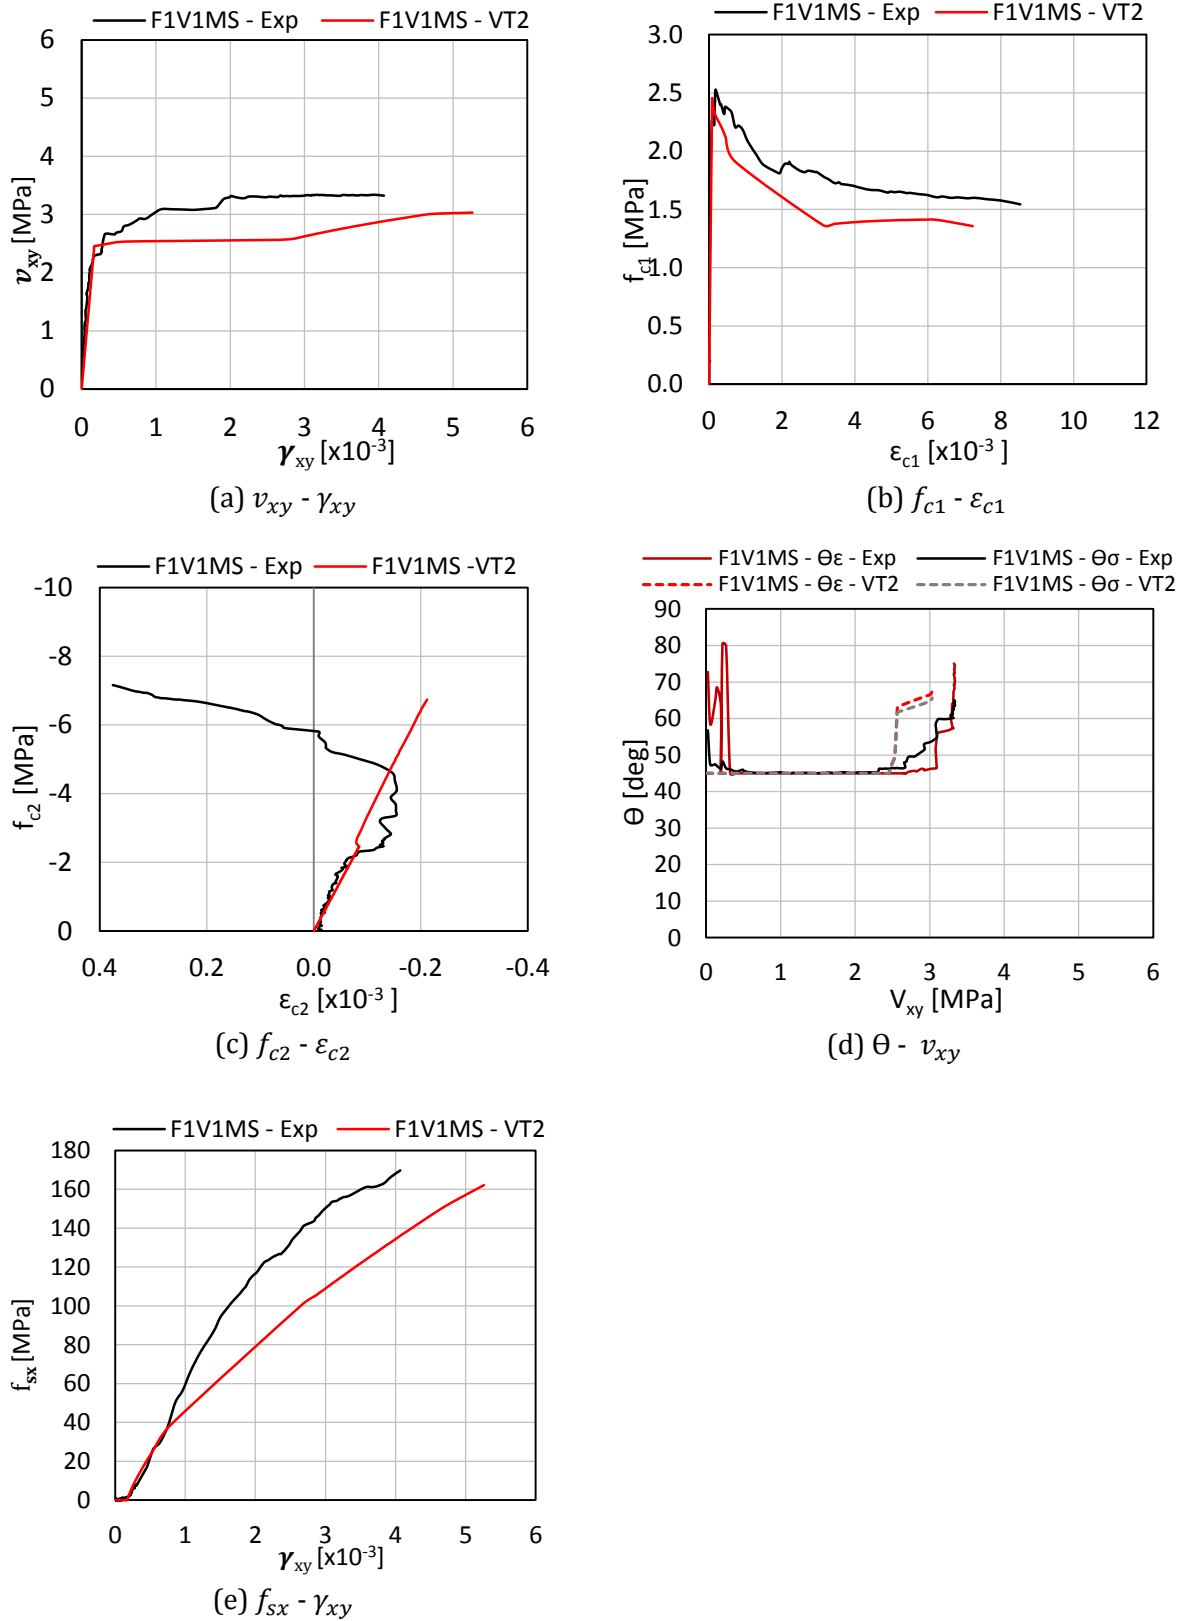 F1V1MS - Exp F1V1MS - VT2
6
5
4
3
2
1
0
0 1 2 3 4 5 6
v_xy [MPa]
γ_xy [x10⁻³]
(a) v_xy - γ_xy
F1V1MS - Exp F1V1MS - VT2
3.0
2.5
2.0
1.5
1.0
0.5
0.0
0 2 4 6 8 10 12
f_c1 [MPa]
ε_c1 [x10⁻³]
(b) f_c1 - ε_c1
F1V1MS - Exp F1V1MS -VT2
-10
-8
-6
-4
-2
0
0.4 0.2 0.0 -0.2 -0.4
f_c2 [MPa]
ε_c2 [x10⁻³]
(c) f_c2 - ε_c2
F1V1MS - Θε - Exp F1V1MS - Θσ - Exp
F1V1MS - Θε - VT2 F1V1MS - Θσ - VT2
90
80
70
60
50
40
30
20
10
0
0 1 2 3 4 5 6
Θ [deg]
V_xy [MPa]
(d) Θ - v_xy
F1V1MS - Exp F1V1MS - VT2
180
160
140
120
100
80
60
40
20
0
0 1 2 3 4 5 6
f_sx [MPa]
γ_xy [x10⁻³]
(e) f_sx - γ_xy